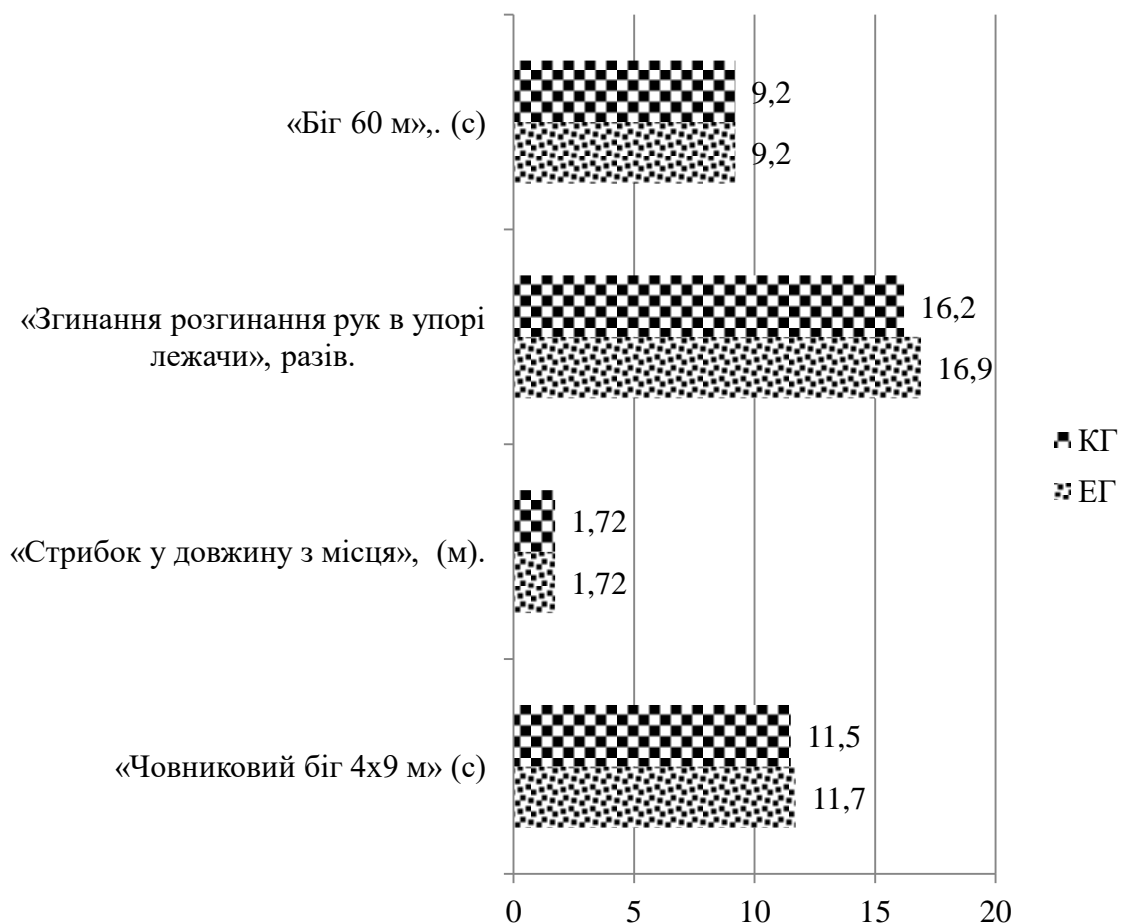 «Біг 60 м»,. (с)
9,2
9,2
«Згинання розгинання рук в упорі
лежачи», разів.
16,2
16,9
«Стрибок у довжину з місця», (м).
1,72
1,72
«Човниковий біг 4х9 м» (с)
11,5
11,7
КГ
ЕГ
0 5 10 15 20